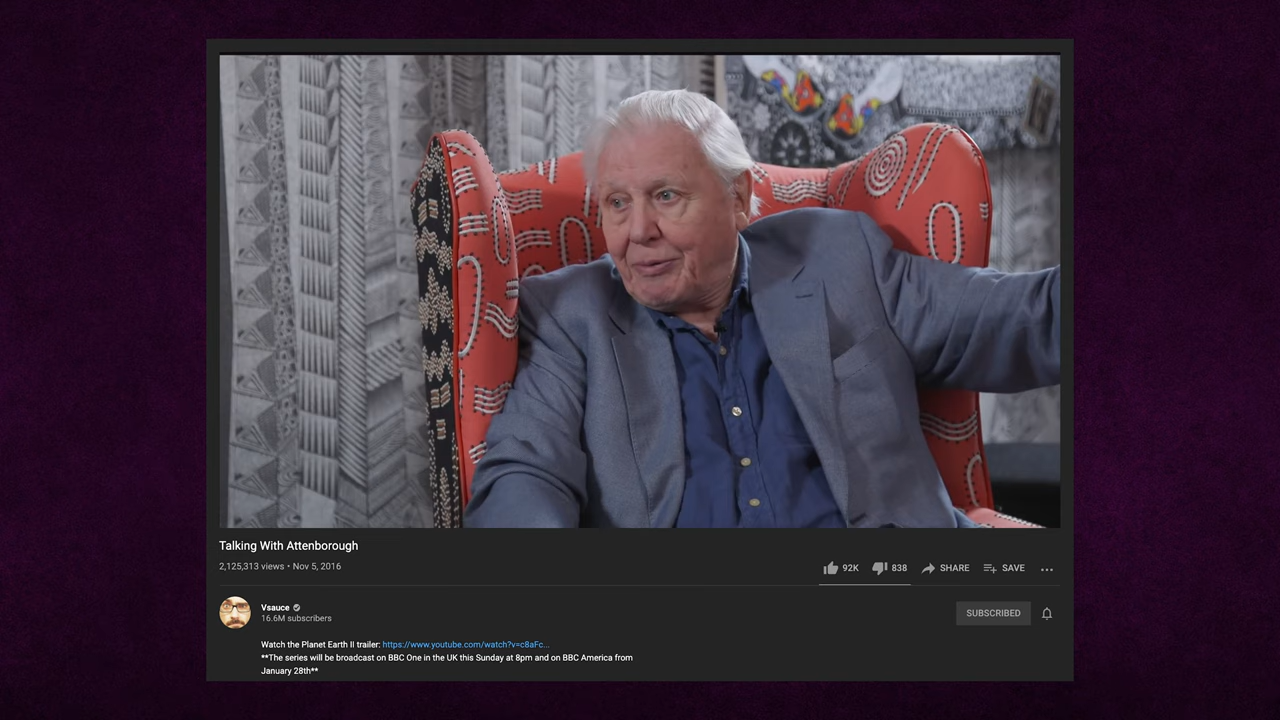 Talking With Attenborough
2,125,313 views • Nov 5, 2016
92K 838 SHARE SAVE ...
Vsauce
16.6M subscribers
SUBSCRIBED
Watch the Planet Earth II trailer: https://www.youtube.com/watch?v=c8aFc...
**The series will be broadcast on BBC One in the UK this Sunday at 8pm and on BBC America from
January 28th**